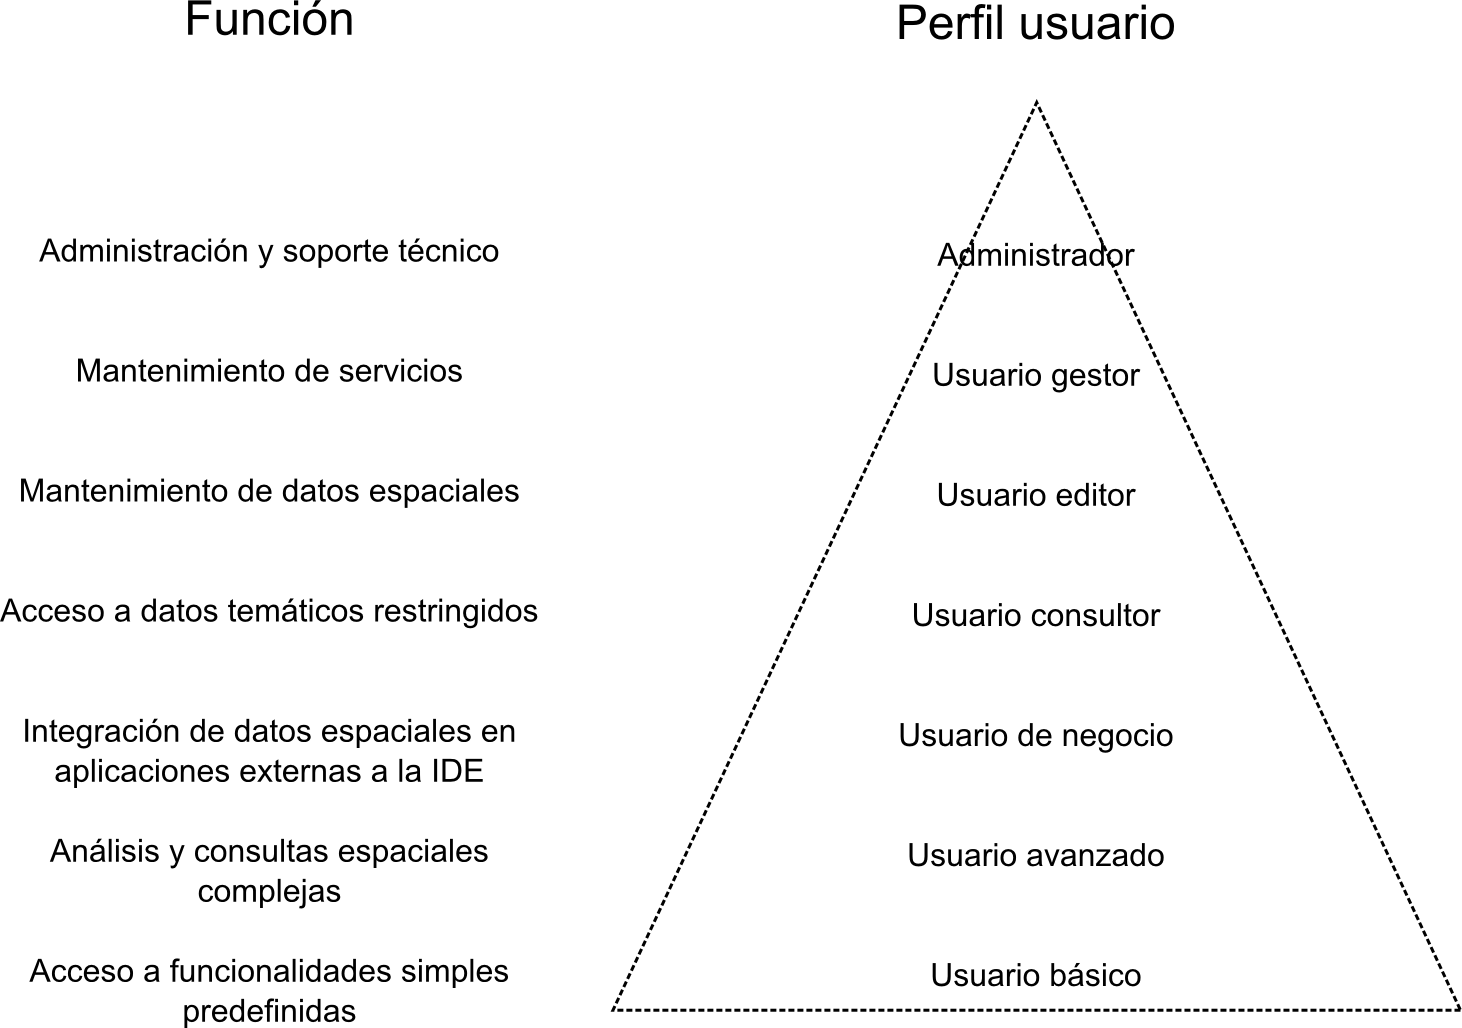 Función
Perfil usuario
Administración y soporte técnico
Administrador
Mantenimiento de servicios
Usuario gestor
Mantenimiento de datos espaciales
Usuario editor
Acceso a datos temáticos restringidos
Usuario consultor
Integración de datos espaciales en
aplicaciones externas a la IDE
Usuario de negocio
Análisis y consultas espaciales
complejas
Usuario avanzado
Acceso a funcionalidades simples
predefinidas
Usuario básico